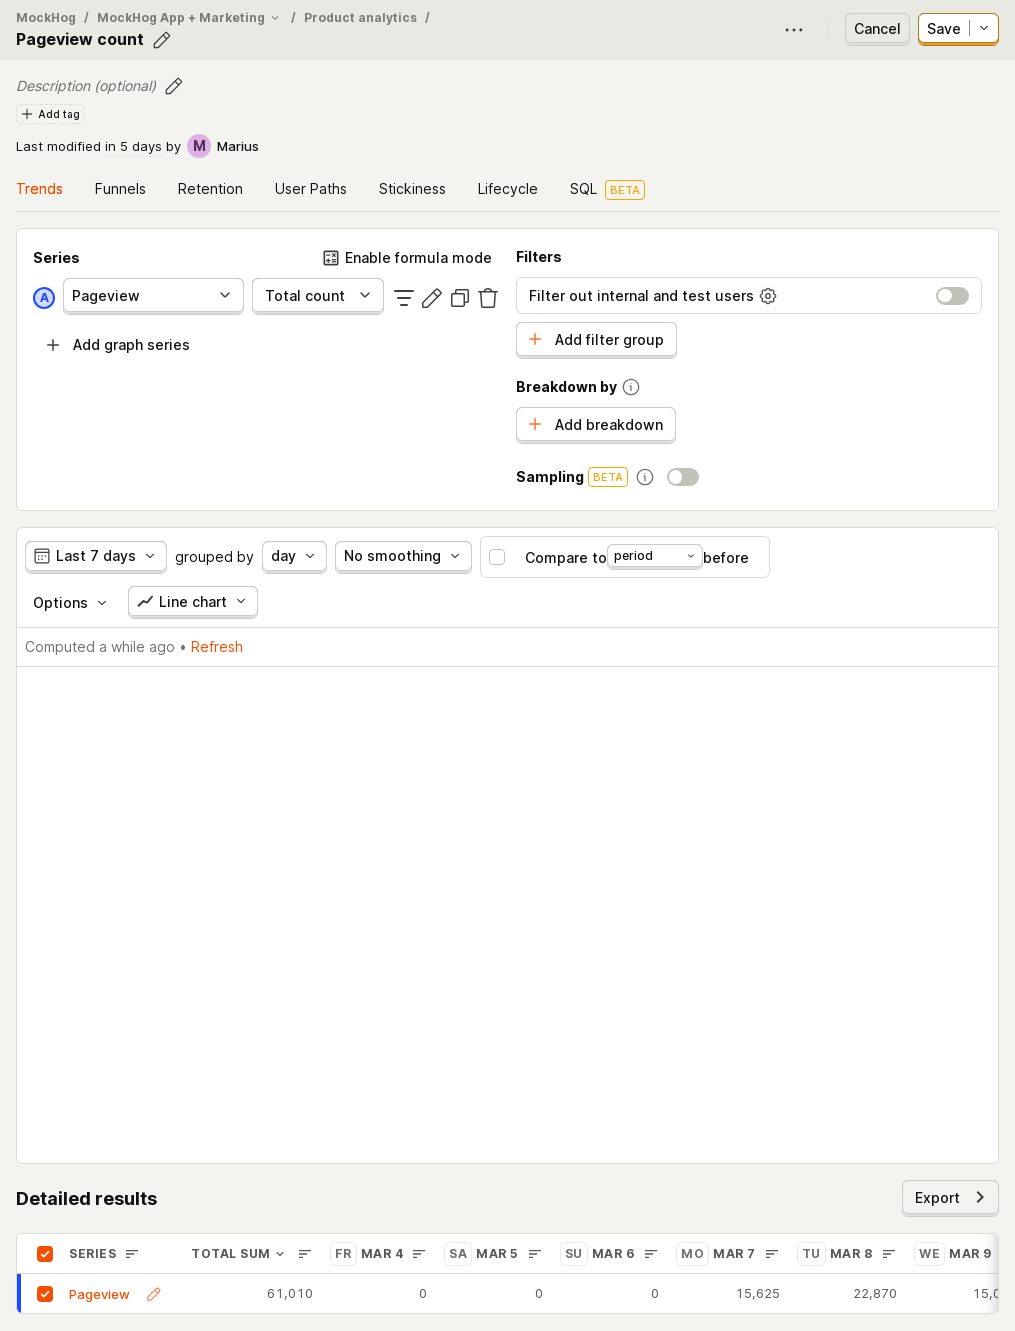 MockHog / MockHog App + Marketing / Product analytics /
Pageview count
Cancel
Save
Description (optional)
Add tag
Last modified in 5 days by M Marius
Trends Funnels Retention User Paths Stickiness Lifecycle SQL BETA
Series
Enable formula mode
A Pageview Total count
Add graph series
Filters
Filter out internal and test users
Add filter group
Breakdown by
Add breakdown
Sampling BETA
Last 7 days grouped by day No smoothing Compare to period before
Options Line chart
Computed a while ago • Refresh
Detailed results
Export
SERIES TOTAL SUM FR MAR 4 SA MAR 5 SU MAR 6 MO MAR 7 TU MAR 8 WE MAR 9
Pageview 61,010 0 0 0 15,625 22,870